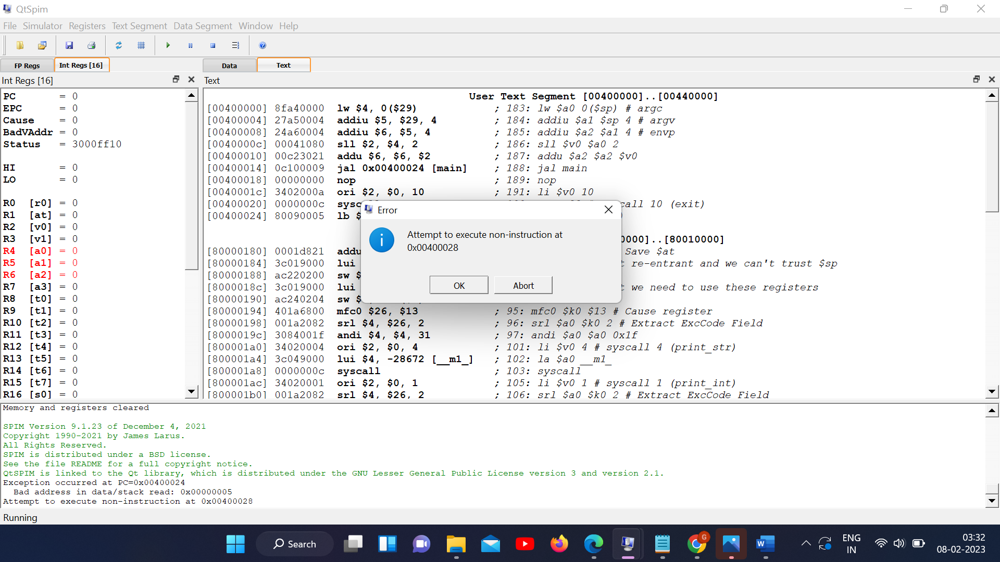 QtSpim
File Simulator Registers Text Segment Data Segment Window Help
FP Regs
Int Regs [16]
Data
Text
Int Regs [16]
PC = 0
EPC = 0
Cause = 0
BadVAddr = 0
Status = 3000ff10
HI = 0
LO = 0
R0 [r0] = 0
R1 [at] = 0
R2 [v0] = 0
R3 [v1] = 0
R4 [a0] = 0
R5 [a1] = 0
R6 [a2] = 0
R7 [a3] = 0
R8 [t0] = 0
R9 [t1] = 0
R10 [t2] = 0
R11 [t3] = 0
R12 [t4] = 0
R13 [t5] = 0
R14 [t6] = 0
R15 [t7] = 0
R16 [s0] = 0
Text
User Text Segment [00400000]..[00440000]
[00400000] 8fa40000 lw $4, 0($29) ; 183: lw $a0 0($sp) # argc
[00400004] 27a50004 addiu $5, $29, 4 ; 184: addiu $a1 $sp 4 # argv
[00400008] 24a60004 addiu $6, $5, 4 ; 185: addiu $a2 $a1 4 # envp
[0040000c] 00041080 sll $2, $4, 2 ; 186: sll $v0 $a0 2
[00400010] 00c23021 addu $6, $6, $2 ; 187: addu $a2 $a2 $v0
[00400014] 0c100009 jal 0x00400024 [main] ; 188: jal main
[00400018] 00000000 nop ; 189: nop
[0040001c] 3402000a ori $2, $0, 10 ; 191: li $v0 10
[00400020] 0000000c sysc call 10 (exit)
[00400024] 80090005 lb $
0000]..[80010000]
[80000180] 0001d821 addu Save $at
[80000184] 3c019000 lui t re-entrant and we can't trust $sp
[80000188] ac220200 sw $
[8000018c] 3c019000 lui t we need to use these registers
[80000190] ac240204 sw $
[80000194] 401a6800 mfc0 $26, $13 ; 95: mfc0 $k0 $13 # Cause register
[80000198] 001a2082 srl $4, $26, 2 ; 96: srl $a0 $k0 2 # Extract ExcCode Field
[8000019c] 3084001f andi $4, $4, 31 ; 97: andi $a0 $a0 0x1f
[800001a0] 34020004 ori $2, $0, 4 ; 101: li $v0 4 # syscall 4 (print_str)
[800001a4] 3c049000 lui $4, -28672 [__m1_] ; 102: la $a0 __m1_
[800001a8] 0000000c syscall ; 103: syscall
[800001ac] 34020001 ori $2, $0, 1 ; 105: li $v0 1 # syscall 1 (print_int)
[800001b0] 001a2082 srl $4, $26, 2 ; 106: srl $a0 $k0 2 # Extract ExcCode Field
Error
Attempt to execute non-instruction at
0x00400028
OK
Abort
Memory and registers cleared
SPIM Version 9.1.23 of December 4, 2021
Copyright 1990-2021 by James Larus.
All Rights Reserved.
SPIM is distributed under a BSD license.
See the file README for a full copyright notice.
QtSPIM is linked to the Qt library, which is distributed under the GNU Lesser General Public License version 3 and version 2.1.
Exception occurred at PC=0x00400024
Bad address in data/stack read: 0x00000005
Attempt to execute non-instruction at 0x00400028
Running
Search
G
W
ENG
IN
03:32
08-02-2023